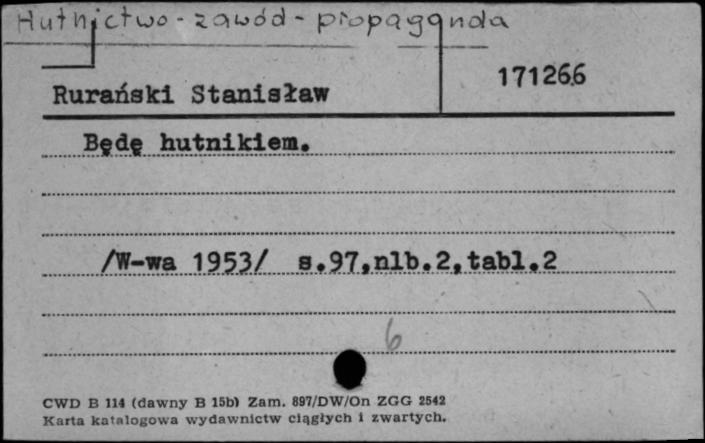 Hutnictwo - zawód - propaganda
171266
Rurański Stanisław
Będę hutnikiem.
/W-wa 1953/ s.97,nlb.2,tabl.2
6
CWD B 114 (dawny B 15b) Zam. 897/DW/On ZGG 2542
Karta katalogowa wydawnictw ciągłych i zwartych.